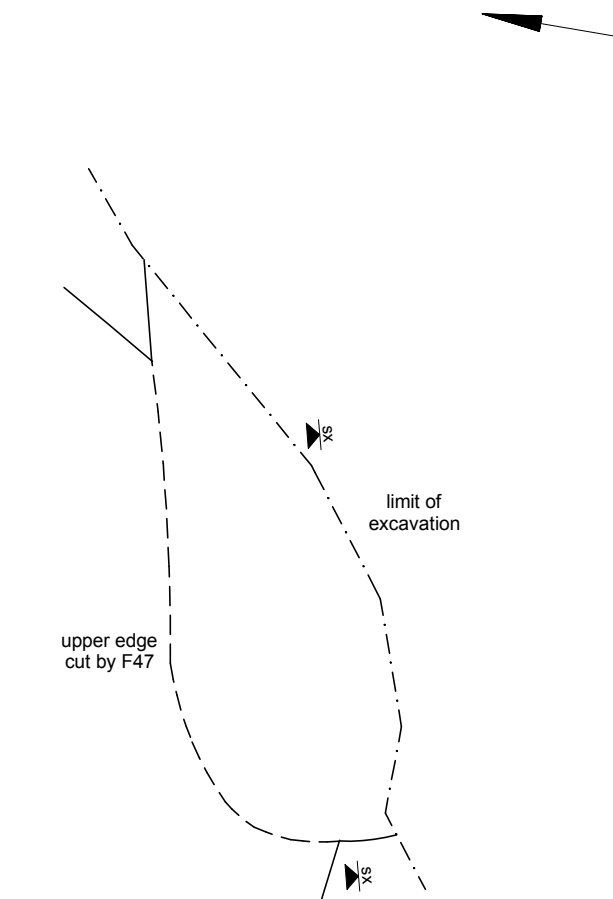 sx
limit of
excavation
upper edge
cut by F47
sx